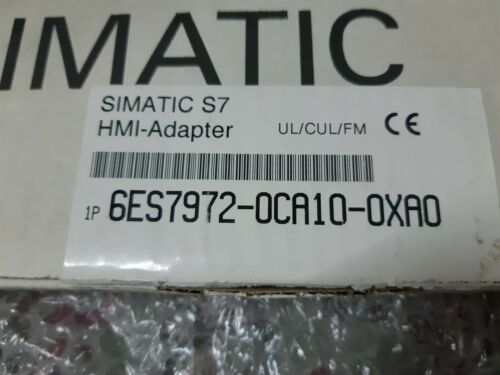 IMATIC
SIMATIC S7
HMI-Adapter UL/CUL/FM CE
1P 6ES7972-0CA10-0XA0